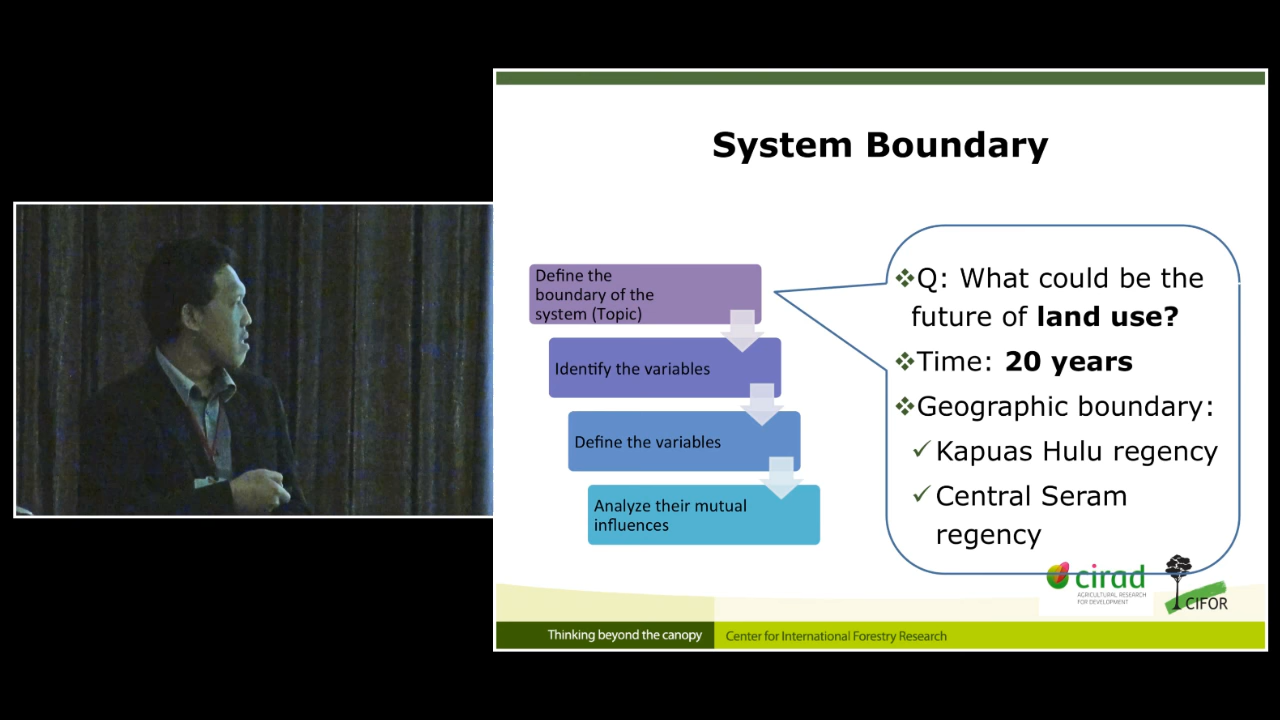 System Boundary
Define the
boundary of the
system (Topic)
Identify the variables
Define the variables
Analyze their mutual
influences
Q: What could be the
future of land use?
Time: 20 years
Geographic boundary:
Kapuas Hulu regency
Central Seram
regency
cirad
AGRICULTURAL RESEARCH
FOR DEVELOPMENT
CIFOR
Thinking beyond the canopy
Center for International Forestry Research